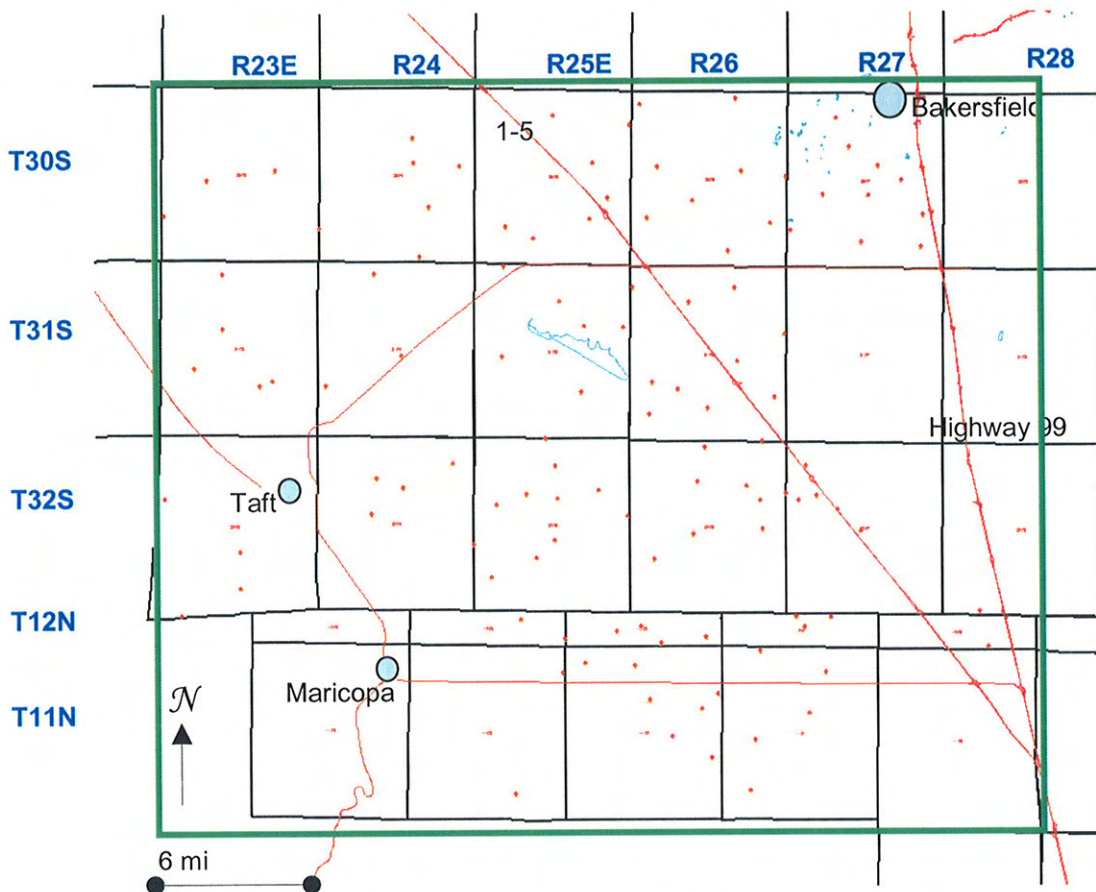 R23E R24 R25E R26 R27 R28
1-5
Bakersfield
T30S
T31S
Highway 99
T32S
Taft
T12N
Maricopa
N
T11N
6 mi